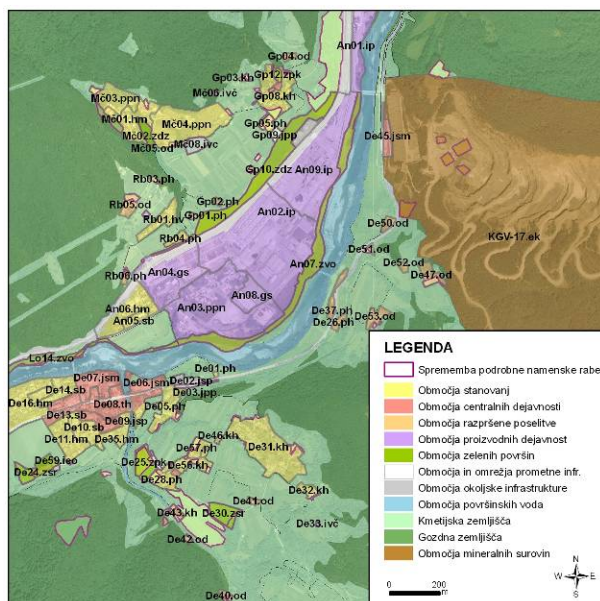 An01.ip
Gp04.od
Gp03.kh
Gp12.zpk
Mč06.ivč
Mč03.ppn
Gp08.kh
Mč01.hm
Mč04.ppn
Gp05.ph
Mč02.zdz
Gp09.jpp
De45.jsm
Mč05.od
Mč08.ivc
Rb03.ph
Gp10.zdz
An09.ip
Rb05.od
Gp02.ph
Rb01.hv
Gp01.ph
An02.ip
De50.od
Rb04.ph
KGV-17.ek
De51.od
An07.zvo
De52.od
Rb06.ph
An04.gs
De47.od
An08.gs
An06.hm
An03.ppn
De37.ph
De53.od
An05.sb
De26.ph
Lo14.zvo
De01.ph
De07.jsm
De06.jsm
De02.jsp
De14.sb
De03.jpp
De16.hm
De08.th
De05.ph
De13.sb
De09.jsp
De10.sb
De11.hm
De35.hm
De46.kh
De57.ph
De31.kh
De59.ieo
De25.zpk
De56.kh
De24.zsr
De28.ph
De32.kh
De41.od
De43.kh
De30.zsr
De33.ivč
De42.od
De40.od
LEGENDA
Sprememba podrobne namenske rabe
Območja stanovanj
Območja centralnih dejavnosti
Območja razpršene poselitve
Območja proizvodnih dejavnost
Območja zelenih površin
Območja in omrežja prometne infr.
Območja okoljske infrastrukture
Območja površinskih voda
Kmetijska zemljišča
Gozdna zemljišča
Območja mineralnih surovin
N
W E
S
0 200
m